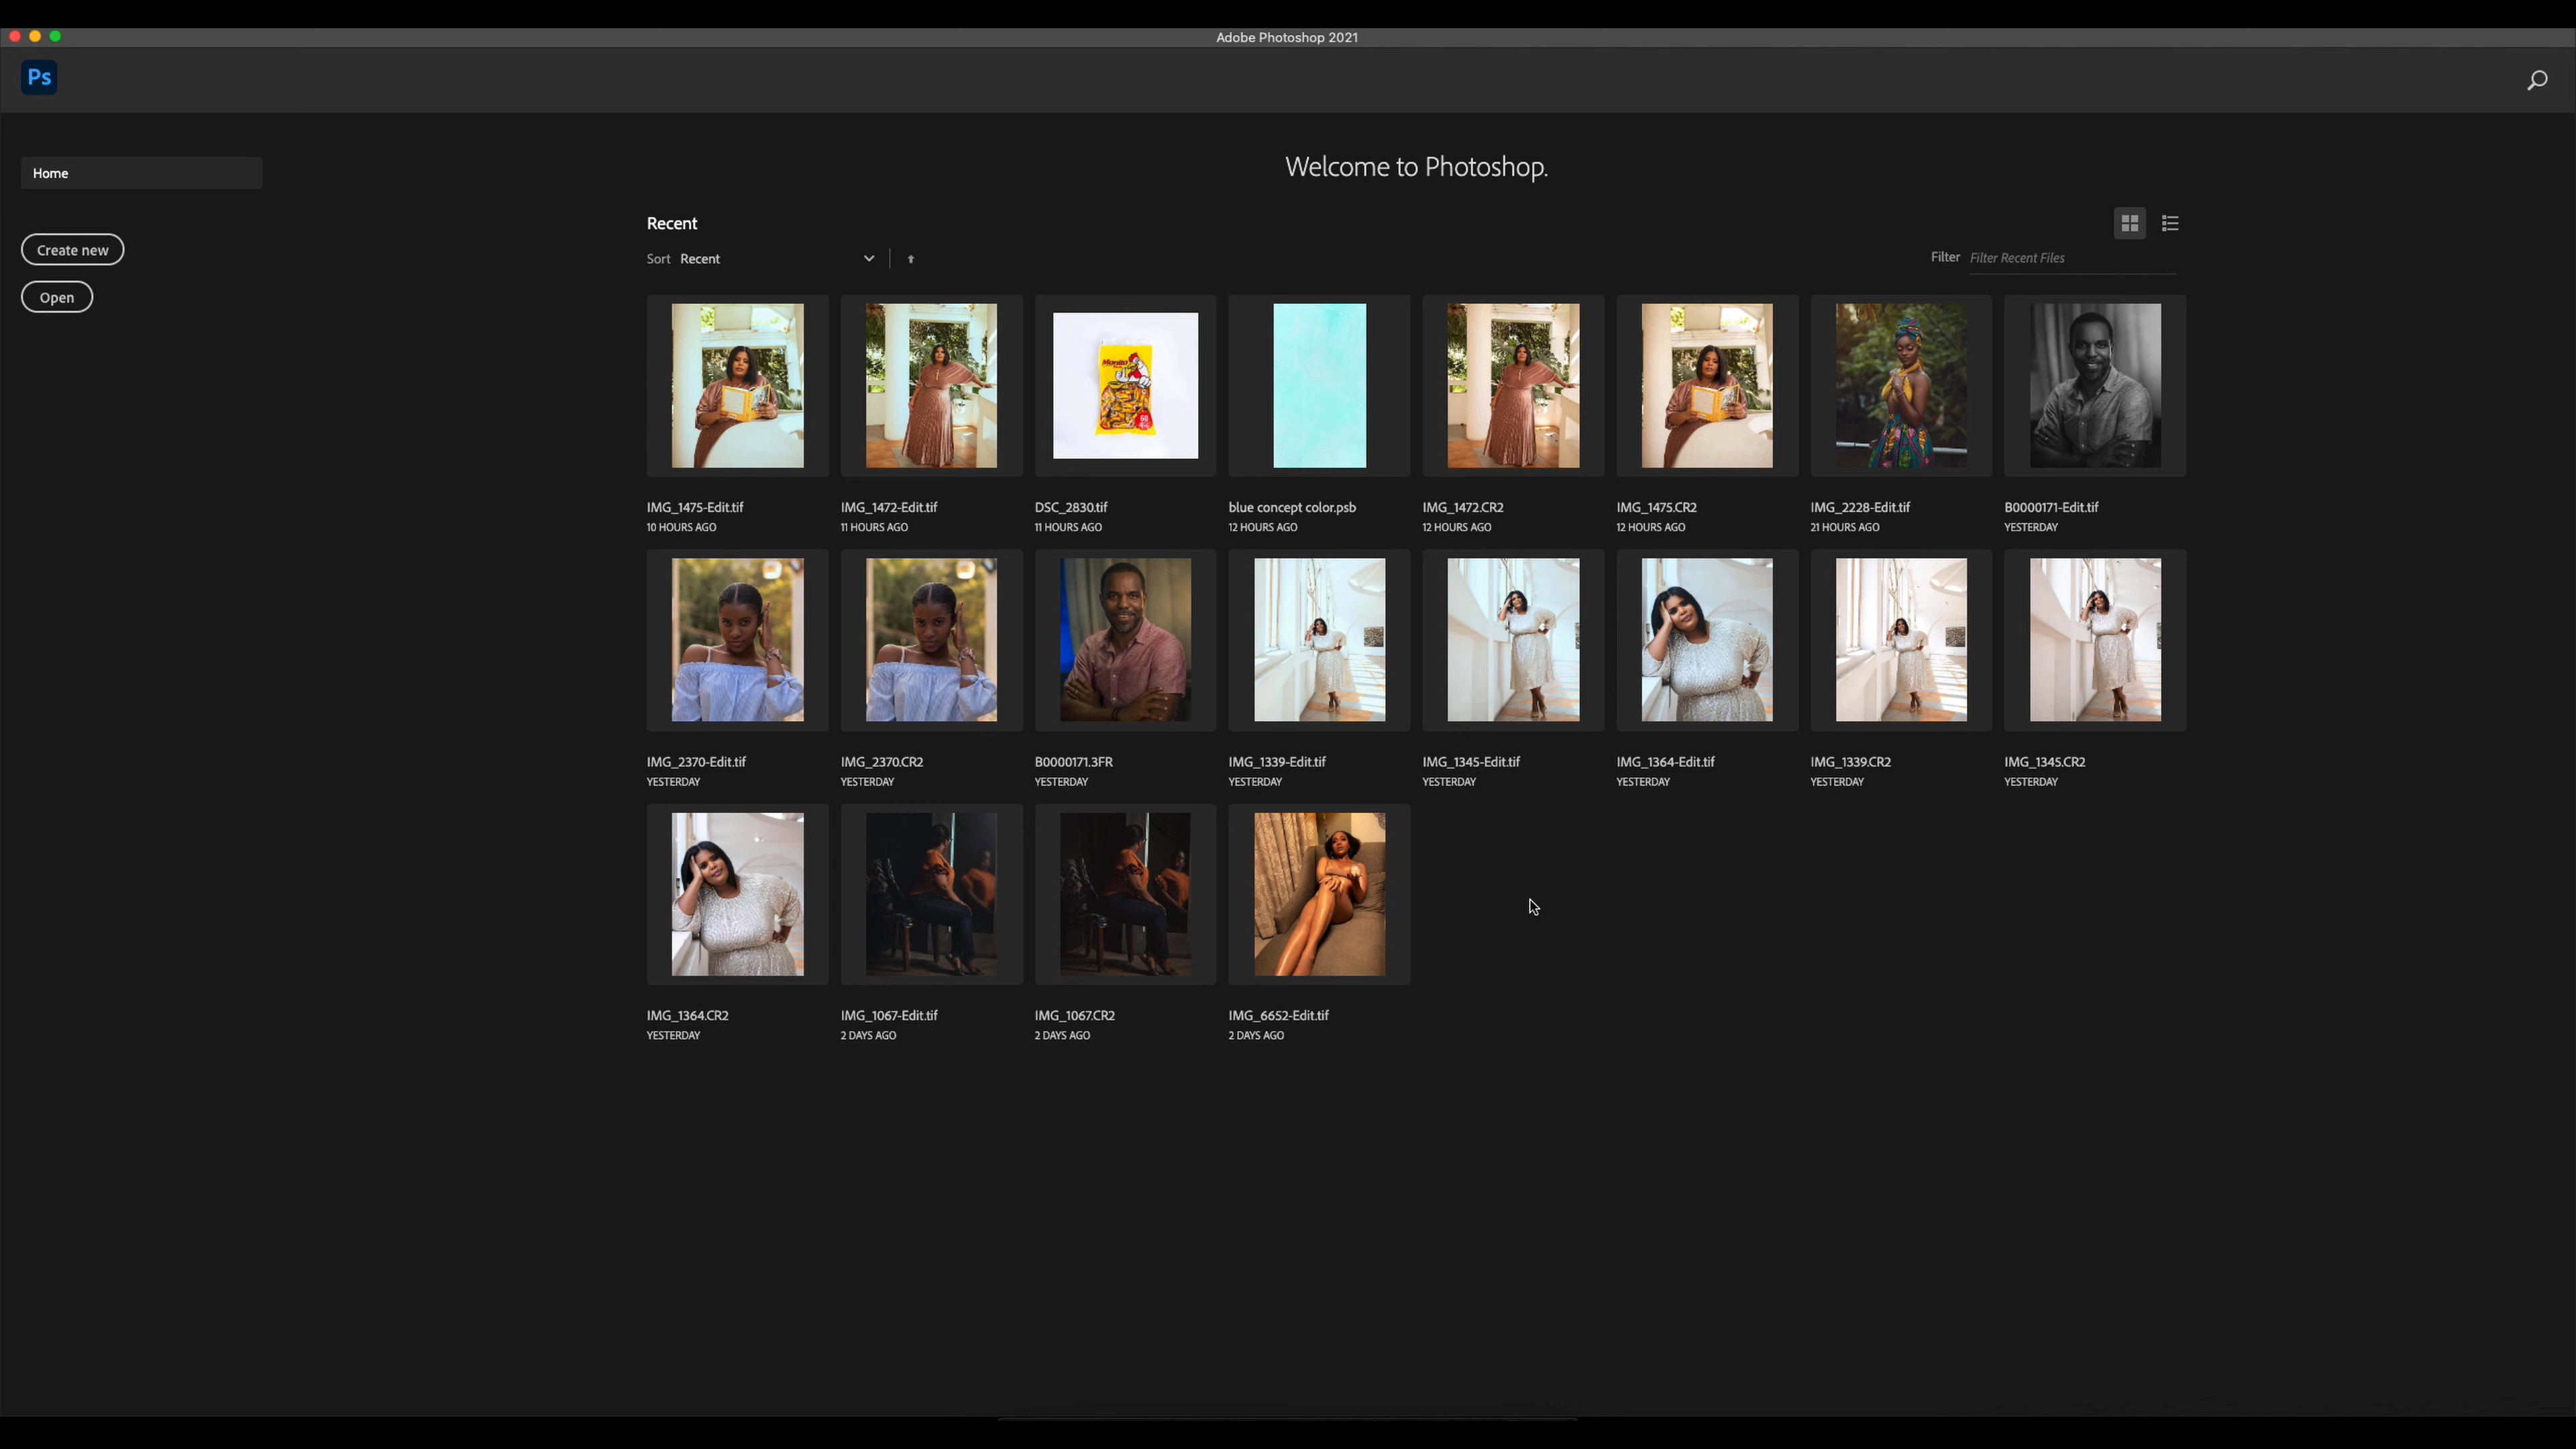 Adobe Photoshop 2021
Ps
Home
Welcome to Photoshop.
Create new
Open
Recent
Sort Recent
Filter Filter Recent Files
Monito
IMG_1475-Edit.tif IMG_1472-Edit.tif DSC_2830.tif blue concept color.psb IMG_1472.CR2 IMG_1475.CR2 IMG_2228-Edit.tif B0000171-Edit.tif
10 HOURS AGO 11 HOURS AGO 11 HOURS AGO 12 HOURS AGO 12 HOURS AGO 12 HOURS AGO 21 HOURS AGO YESTERDAY
IMG_2370-Edit.tif IMG_2370.CR2 B0000171.3FR IMG_1339-Edit.tif IMG_1345-Edit.tif IMG_1364-Edit.tif IMG_1339.CR2 IMG_1345.CR2
YESTERDAY YESTERDAY YESTERDAY YESTERDAY YESTERDAY YESTERDAY YESTERDAY YESTERDAY
IMG_1364.CR2 IMG_1067-Edit.tif IMG_1067.CR2 IMG_6652-Edit.tif
YESTERDAY 2 DAYS AGO 2 DAYS AGO 2 DAYS AGO